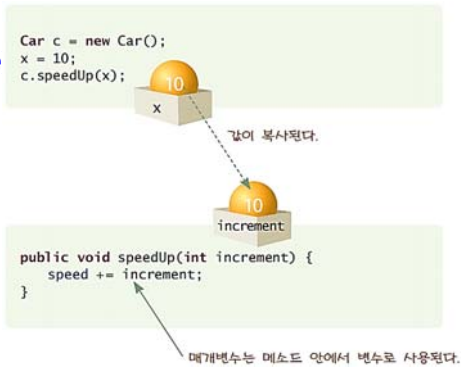 Car c = new Car();
x = 10;
c.speedUp(x);
10
x
값이 복사된다.
10
increment
public void speedUp(int increment) {
speed += increment;
}
매개변수는 메소드 안에서 변수로 사용된다.